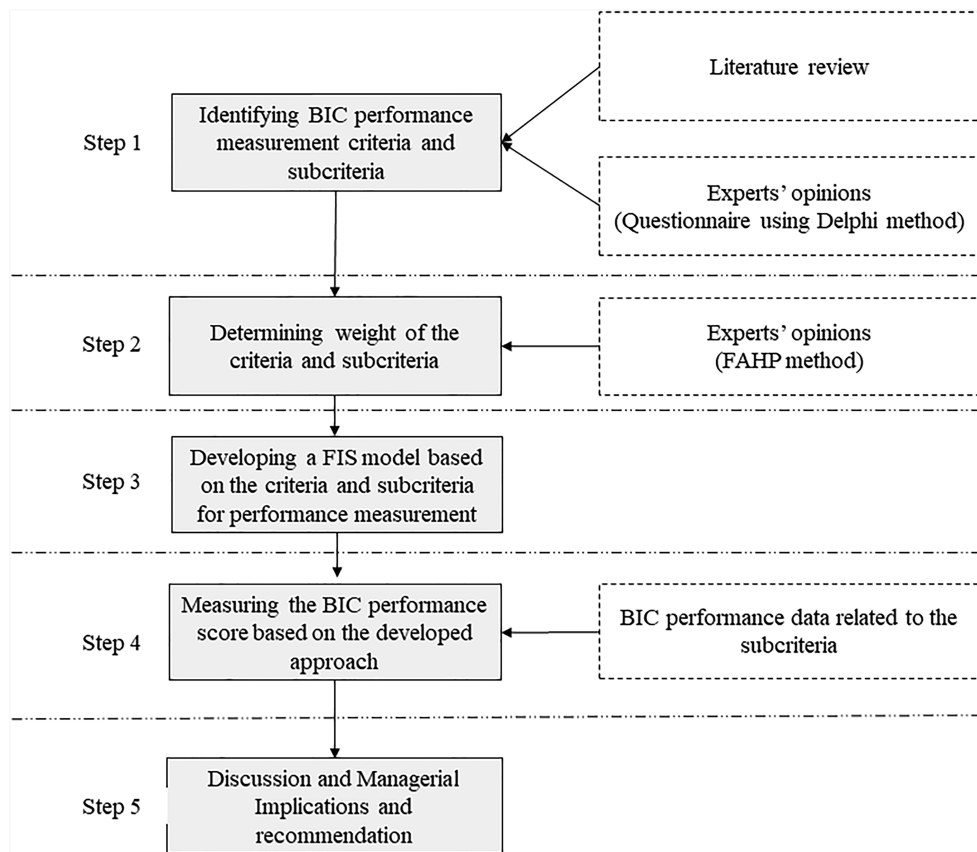 Literature review
Step 1
Identifying BIC performance
measurement criteria and
subcriteria
Experts’ opinions
(Questionnaire using Delphi method)
Step 2
Determining weight of the
criteria and subcriteria
Experts’ opinions
(FAHP method)
Step 3
Developing a FIS model based
on the criteria and subcriteria
for performance measurement
Step 4
Measuring the BIC performance
score based on the developed
approach
BIC performance data related to the
subcriteria
Step 5
Discussion and Managerial
Implications and
recommendation